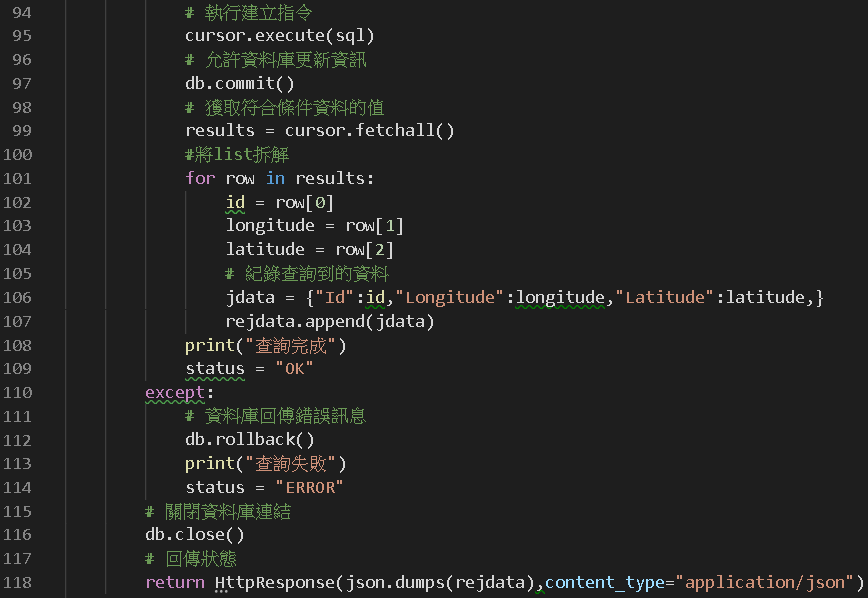 94 # 執行建立指令
95 cursor.execute(sql)
96 # 允許資料庫更新資訊
97 db.commit()
98 # 獲取符合條件資料的值
99 results = cursor.fetchall()
100 #將list拆解
101 for row in results:
102 id = row[0]
103 longitude = row[1]
104 latitude = row[2]
105 # 紀錄查詢到的資料
106 jdata = {"Id":id,"Longitude":longitude,"Latitude":latitude,}
107 rejdata.append(jdata)
108 print("查詢完成")
109 status = "OK"
110 except:
111 # 資料庫回傳錯誤訊息
112 db.rollback()
113 print("查詢失敗")
114 status = "ERROR"
115 # 關閉資料庫連結
116 db.close()
117 # 回傳狀態
118 return HttpResponse(json.dumps(rejdata),content_type="application/json")